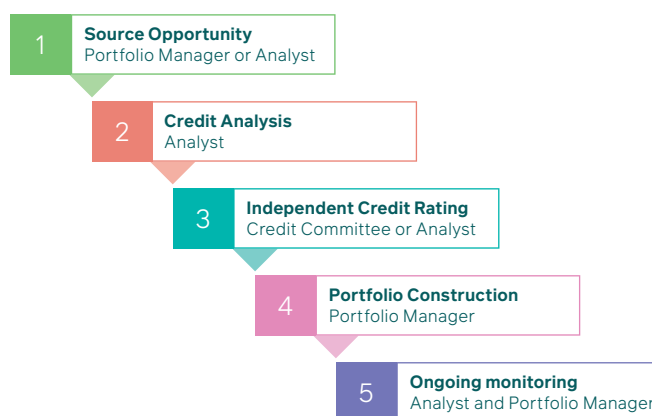 1
Source Opportunity
Portfolio Manager or Analyst
2
Credit Analysis
Analyst
3
Independent Credit Rating
Credit Committee or Analyst
4
Portfolio Construction
Portfolio Manager
5
Ongoing monitoring
Analyst and Portfolio Manager